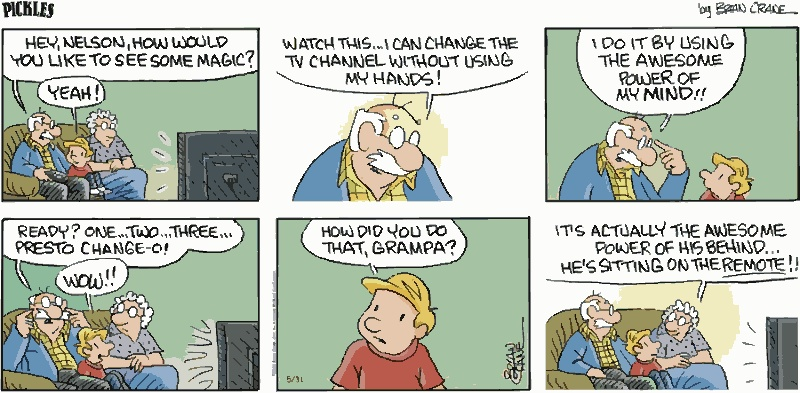 PICKLES
by BRIAN CRANE
HEY, NELSON, HOW WOULD
YOU LIKE TO SEE SOME MAGIC?
YEAH!
WATCH THIS...I CAN CHANGE THE
TV CHANNEL WITHOUT USING
MY HANDS!
I DO IT BY USING
THE AWESOME
POWER OF
MY MIND!!
READY? ONE...TWO...THREE...
PRESTO CHANGE-O!
WOW!!
HOW DID YOU DO
THAT, GRAMPA?
5/31
BRIAN
CRANE
IT'S ACTUALLY THE AWESOME
POWER OF HIS BEHIND...
HE'S SITTING ON THE REMOTE!!